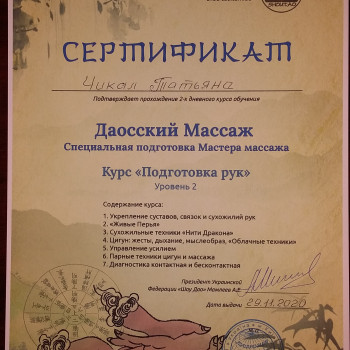 SHOUDAO
СЕРТИФИКАТ
Чикал Татьяна
Подтверждает прохождение 2-х дневного курса обучения
Даосский Массаж
Специальная подготовка Мастера массажа
Курс «Подготовка рук»
Уровень 2
Содержание курса:
1. Укрепление суставов, связок и сухожилий рук
2. «Живые Перья»
3. Сухожильные техники «Нити Дракона»
4. Цигун: жесты, дыхание, мыслеобраз, «Облачные техники»
5. Управление усилием
6. Парные техники цигун и массажа
7. Диагностика контактная и бесконтактная
Президент Украинской
Федерации «Шоу Дао»
Дата выдачи 29.11.2020